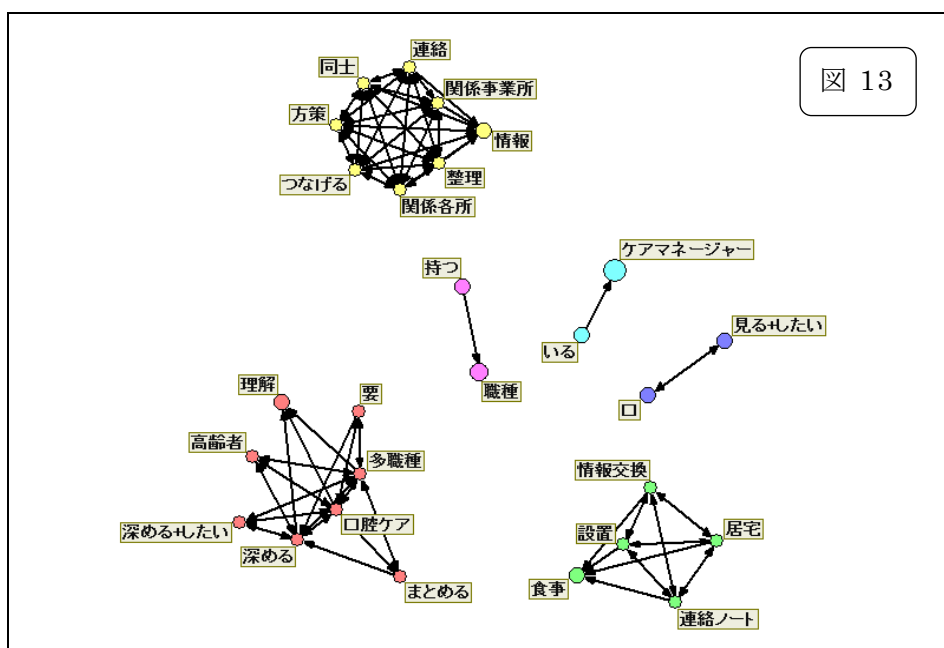 図 13
連絡
同士
関係事業所
方策
情報
つなげる
整理
関係各所
ケアマネージャー
持つ
いる
見る+したい
職種
口
理解
要
高齢者
多職種
深める+したい
口腔ケア
深める
まとめる
情報交換
設置
居宅
食事
連絡ノート